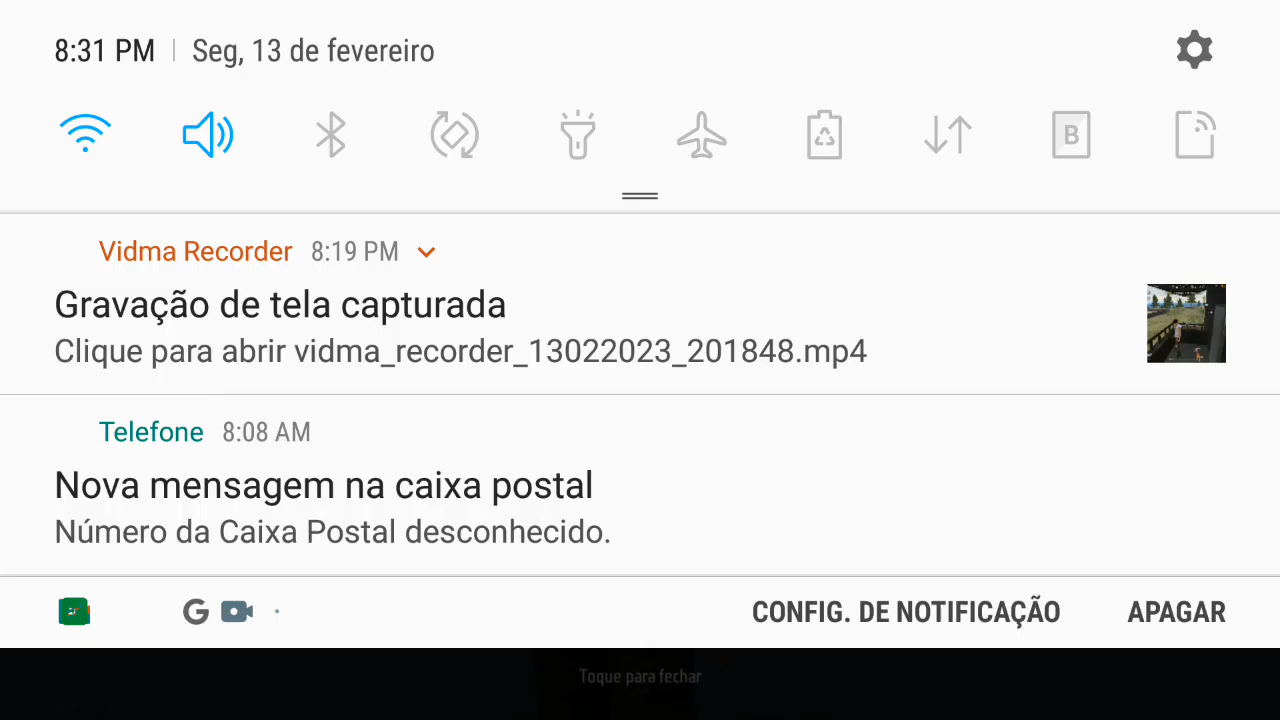 8:31 PM | Seg, 13 de fevereiro
B
Vidma Recorder 8:19 PM
Gravação de tela capturada
Clique para abrir vidma_recorder_13022023_201848.mp4
Telefone 8:08 AM
Nova mensagem na caixa postal
Número da Caixa Postal desconhecido.
G CONFIG. DE NOTIFICAÇÃO APAGAR
Toque para fechar